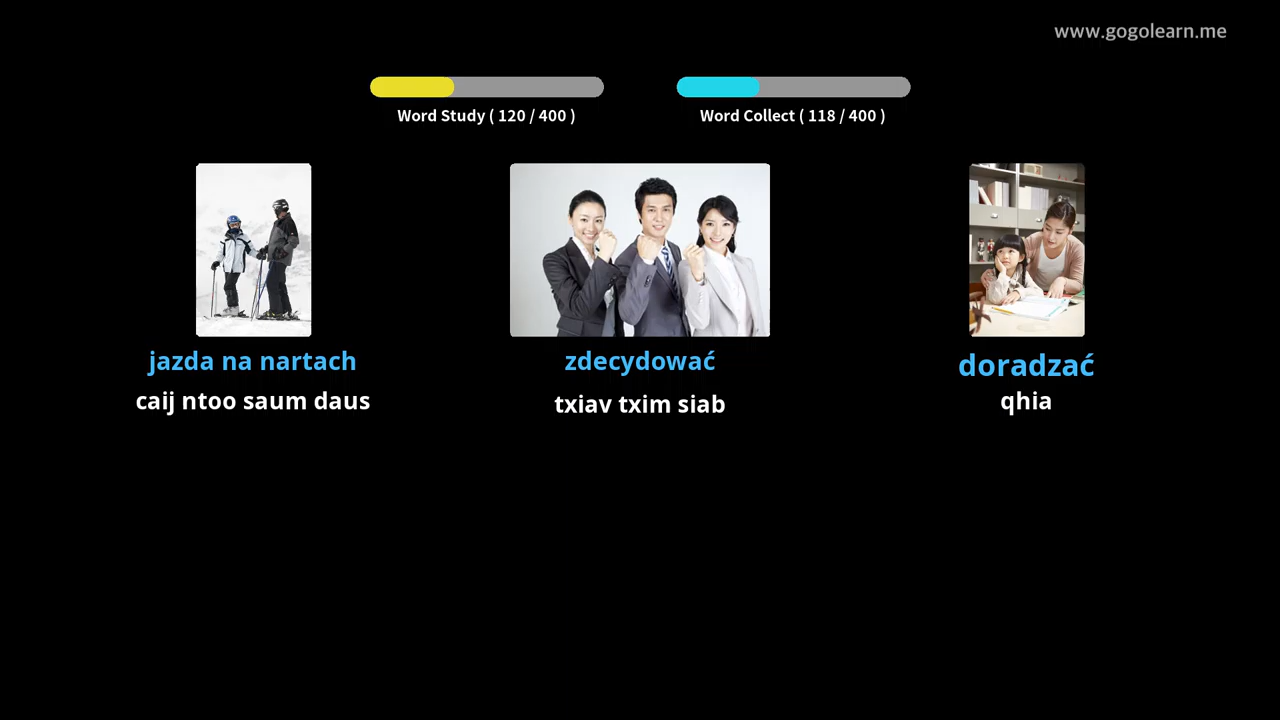 www.gogolearn.me
Word Study ( 120 / 400 )
Word Collect ( 118 / 400 )
jazda na nartach
zdecydować
doradzać
caij ntoo saum daus
txiav txim siab
qhia